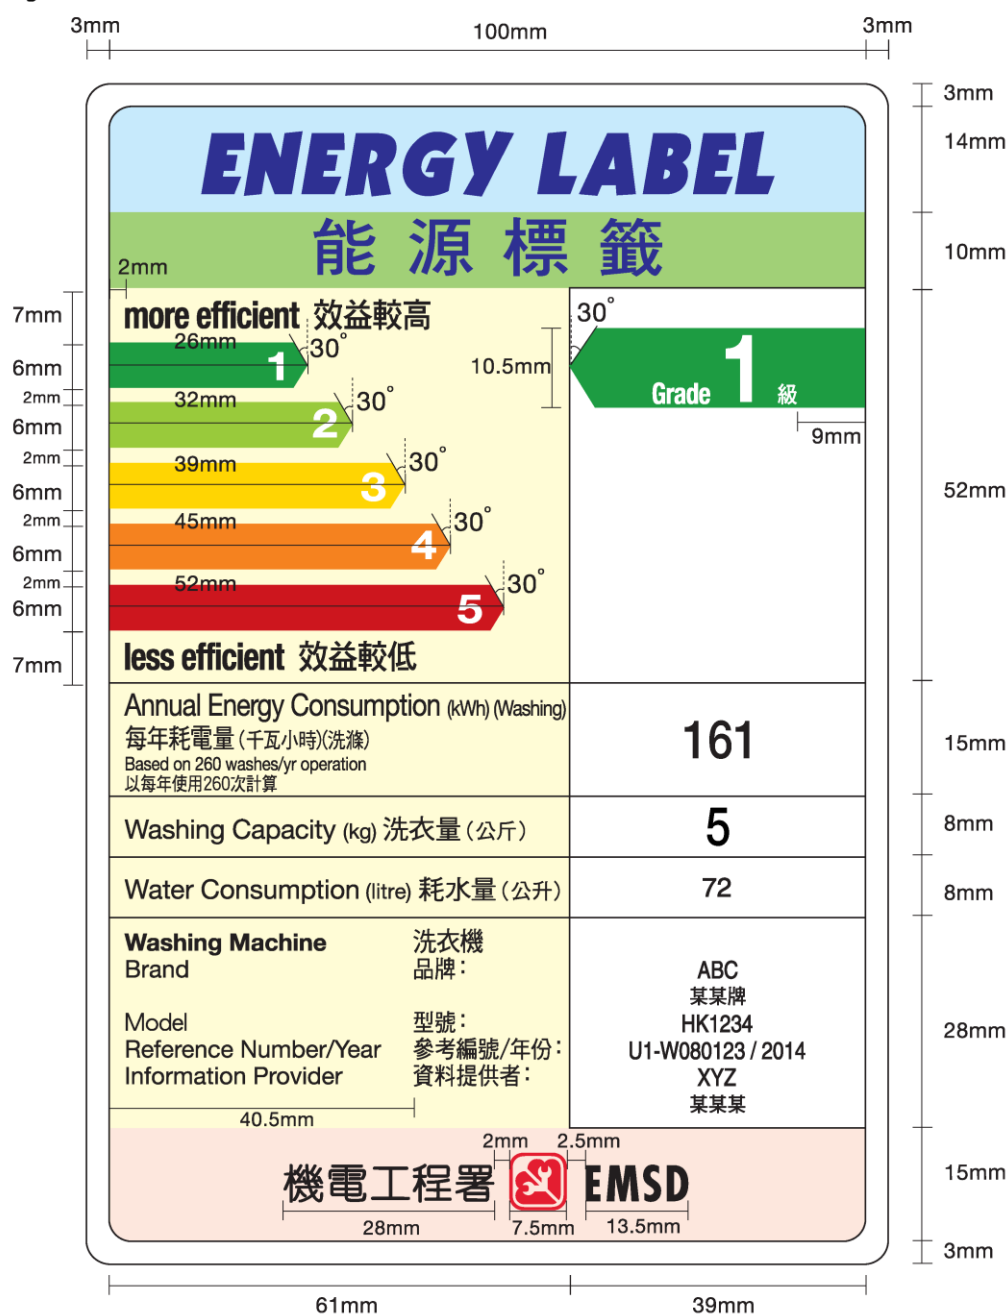 3mm 100mm 3mm
3mm
ENERGY LABEL
14mm
能源標籤
10mm
2mm
7mm
more efficient 效益較高
30°
26mm
30°
1
6mm
10.5mm
Grade 1 級
2mm
32mm
30°
2
6mm
9mm
2mm
39mm
30°
3
6mm
52mm
2mm
45mm
30°
4
6mm
2mm
52mm
30°
5
6mm
less efficient 效益較低
7mm
Annual Energy Consumption (kWh) (Washing)
每年耗電量 (千瓦小時)(洗滌)
Based on 260 washes/yr operation
以每年使用260次計算
161
15mm
Washing Capacity (kg) 洗衣量 (公斤)
5
8mm
Water Consumption (litre) 耗水量 (公升)
72
8mm
Washing Machine 洗衣機
Brand 品牌： ABC
某某牌
Model 型號： HK1234
28mm
Reference Number/Year 參考編號/年份： U1-W080123 / 2014
Information Provider 資料提供者： XYZ
某某某
40.5mm
2mm 2.5mm
機電工程署 EMSD
15mm
28mm 7.5mm 13.5mm
3mm
61mm 39mm